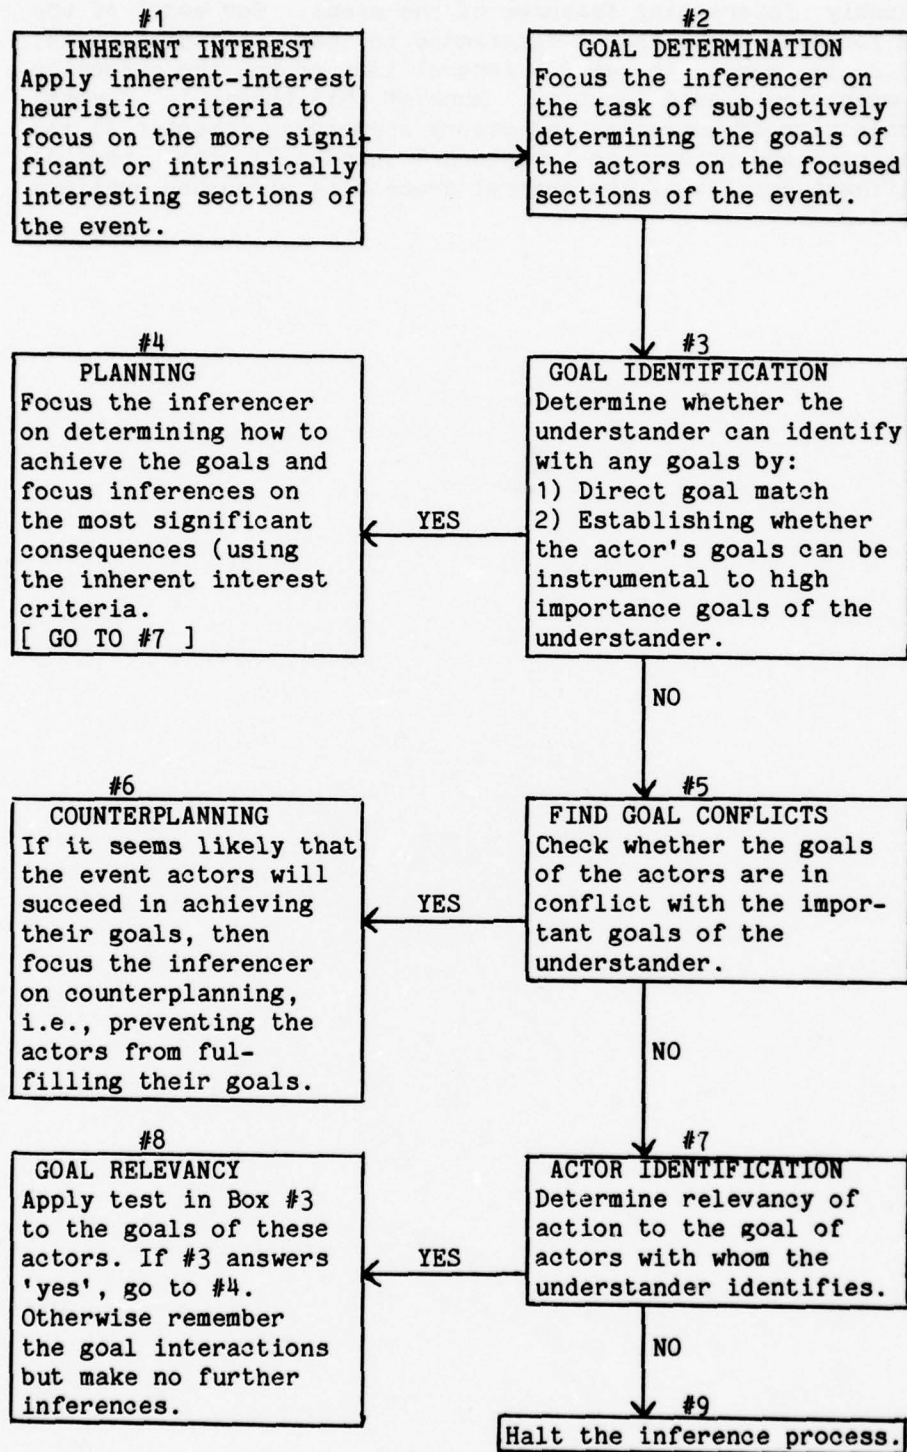 #1
INHERENT INTEREST
Apply inherent-interest
heuristic criteria to
focus on the more signi-
ficant or intrinsically
interesting sections of
the event.
#2
GOAL DETERMINATION
Focus the inferencer on
the task of subjectively
determining the goals of
the actors on the focused
sections of the event.
#3
GOAL IDENTIFICATION
Determine whether the
understander can identify
with any goals by:
1) Direct goal match
2) Establishing whether
the actor's goals can be
instrumental to high
importance goals of the
understander.
YES
#4
PLANNING
Focus the inferencer
on determining how to
achieve the goals and
focus inferences on
the most significant
consequences (using
the inherent interest
criteria.
[ GO TO #7 ]
NO
#5
FIND GOAL CONFLICTS
Check whether the goals
of the actors are in
conflict with the impor-
tant goals of the
understander.
YES
#6
COUNTERPLANNING
If it seems likely that
the event actors will
succeed in achieving
their goals, then
focus the inferencer
on counterplanning,
i.e., preventing the
actors from ful-
filling their goals.
NO
#7
ACTOR IDENTIFICATION
Determine relevancy of
action to the goal of
actors with whom the
understander identifies.
YES
#8
GOAL RELEVANCY
Apply test in Box #3
to the goals of these
actors. If #3 answers
'yes', go to #4.
Otherwise remember
the goal interactions
but make no further
inferences.
NO
#9
Halt the inference process.